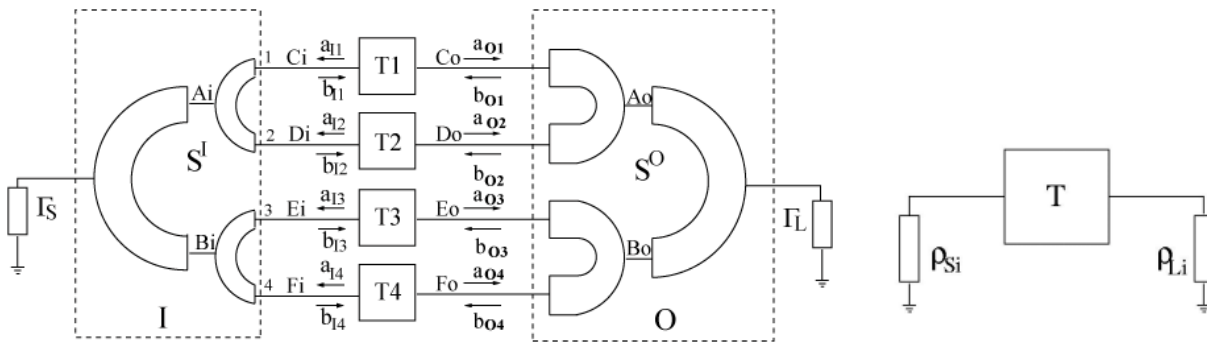 1 Ci a_I1 T1 Co a_O1
b_I1 b_O1
Ai Ao
2 Di a_I2 T2 Do a_O2
b_I2 b_O2
S^I S^O
Γ_S Γ_L
3 Ei a_I3 T3 Eo a_O3
b_I3 b_O3
Bi Bo
4 Fi a_I4 T4 Fo a_O4
b_I4 b_O4
I O
T
ρ_Si ρ_Li